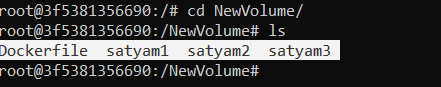 root@3f5381356690:/# cd NewVolume/
root@3f5381356690:/NewVolume# ls
Dockerfile  satyam1  satyam2  satyam3
root@3f5381356690:/NewVolume#